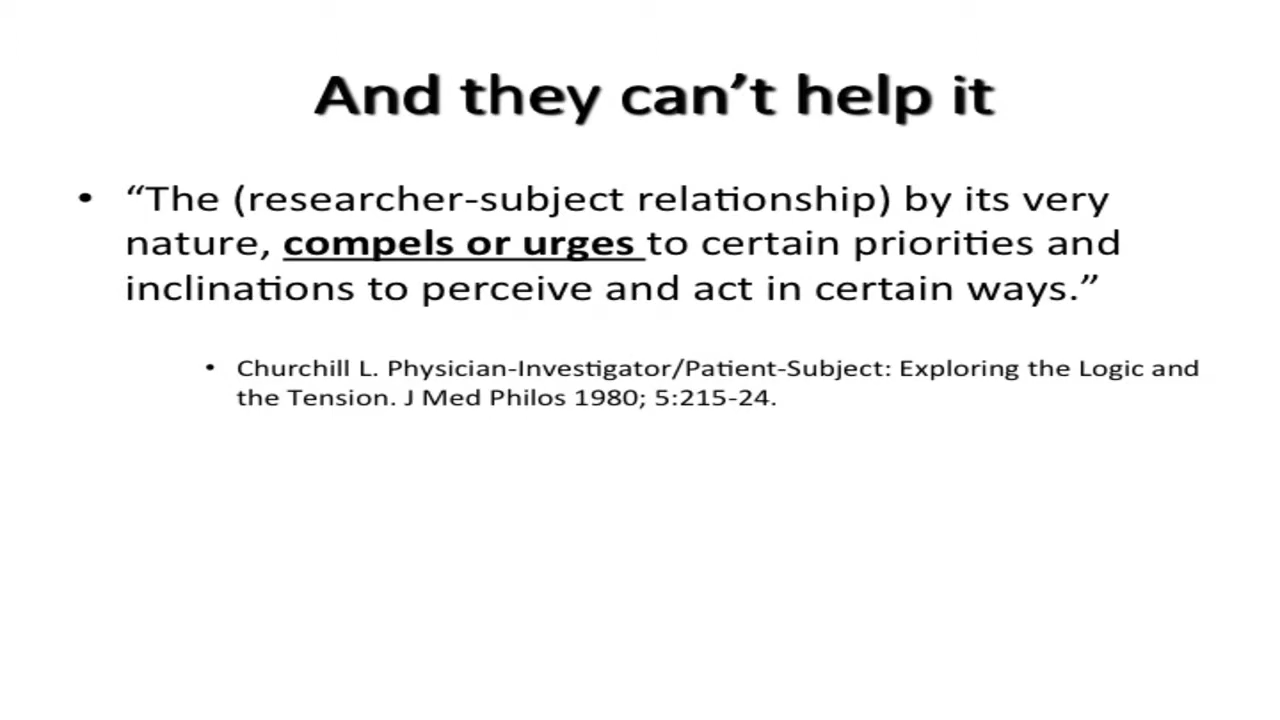 And they can’t help it
• “The (researcher-subject relationship) by its very
nature, compels or urges to certain priorities and
inclinations to perceive and act in certain ways.”
• Churchill L. Physician-Investigator/Patient-Subject: Exploring the Logic and
the Tension. J Med Philos 1980; 5:215-24.